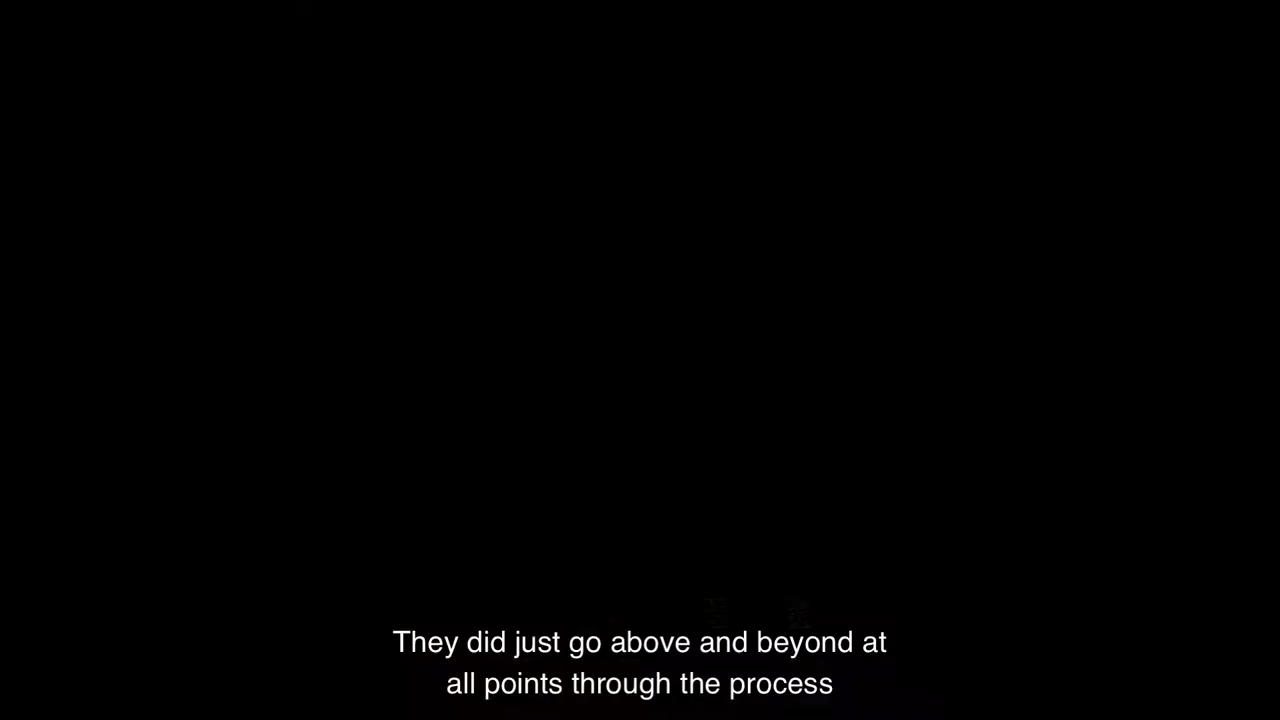 They did just go above and beyond at
all points through the process